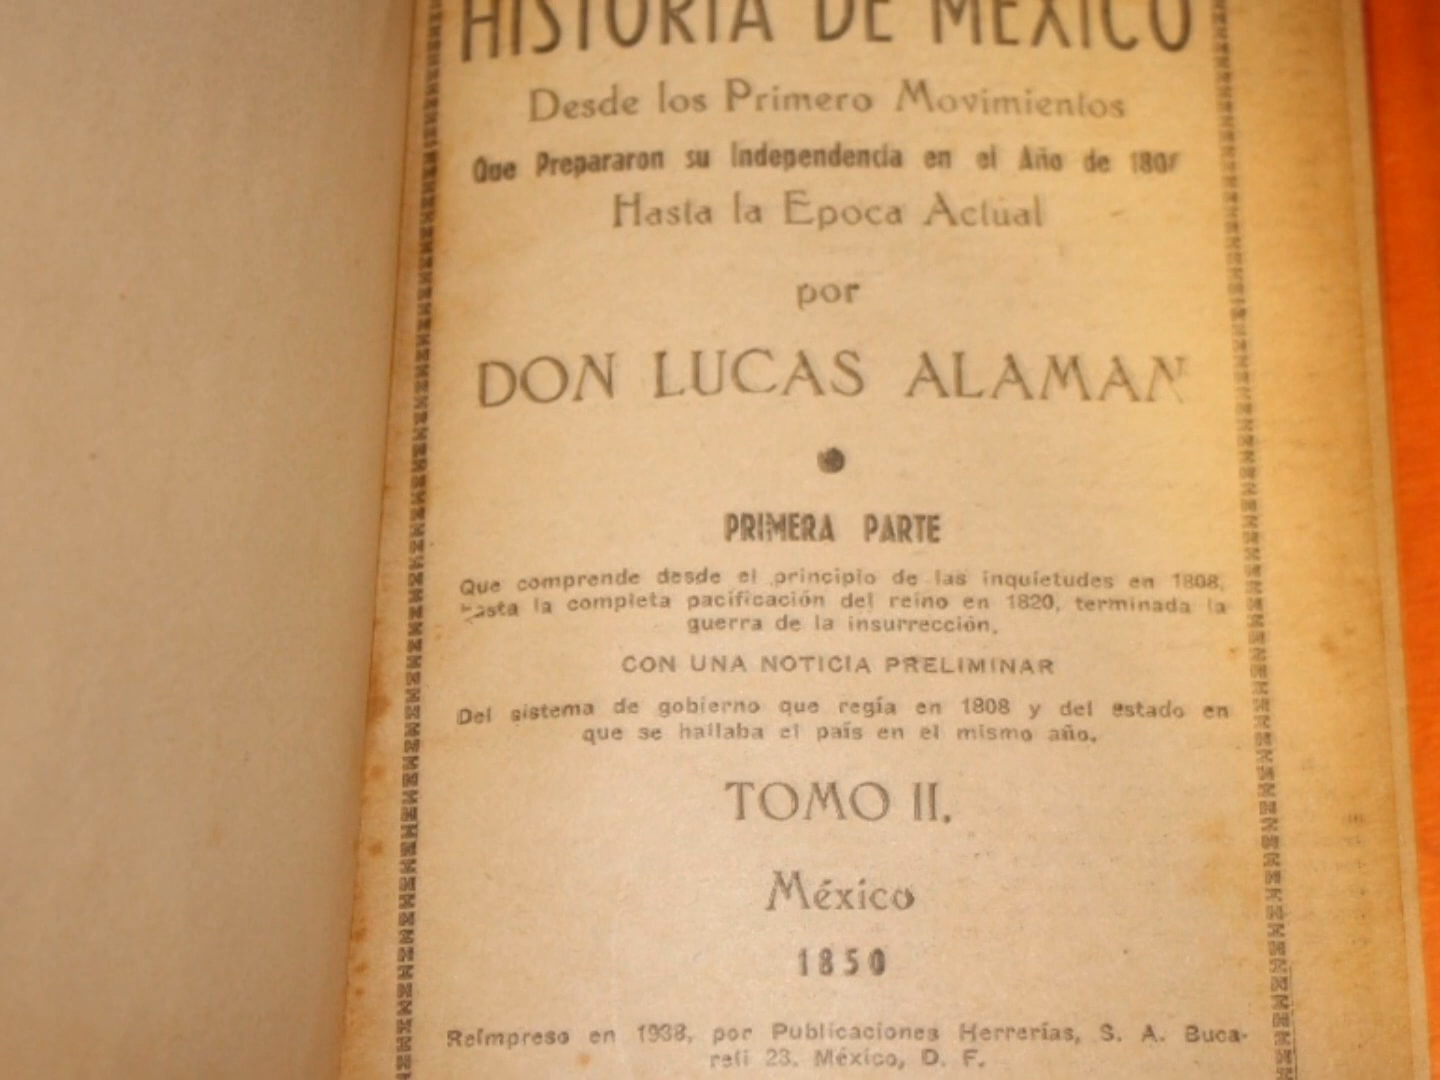 HISTORIA DE MEXICO
Desde los Primero Movimientos
Que Prepararon su Independencia en el Año de 1808
Hasta la Epoca Actual
por
DON LUCAS ALAMAN
PRIMERA PARTE
Que comprende desde el principio de las inquietudes en 1808,
hasta la completa pacificación del reino en 1820, terminada la
guerra de la insurrección,
CON UNA NOTICIA PRELIMINAR
Del sistema de gobierno que regía en 1808 y del estado en
que se hallaba el país en el mismo año.
TOMO II.
México
1850
Reimpreso en 1938, por Publicaciones Herrerías, S. A. Buca-
reli 23. México, D. F.